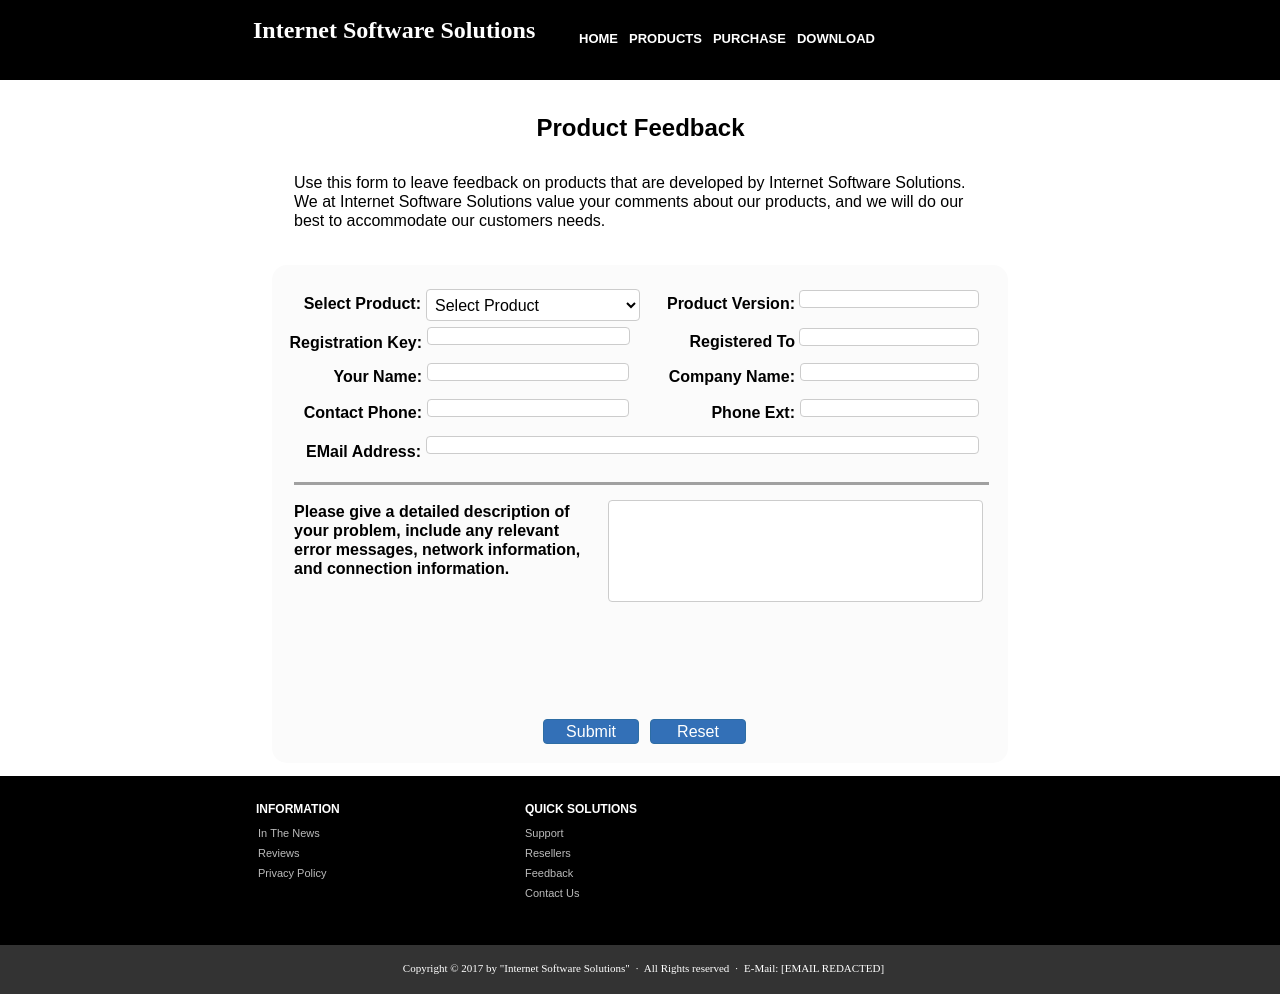 Internet Software Solutions
HOME PRODUCTS PURCHASE DOWNLOAD
Product Feedback
Use this form to leave feedback on products that are developed by Internet Software Solutions.
We at Internet Software Solutions value your comments about our products, and we will do our
best to accommodate our customers needs.
Select Product: Select Product Product Version:
Registration Key: Registered To
Your Name: Company Name:
Contact Phone: Phone Ext:
EMail Address:
Please give a detailed description of
your problem, include any relevant
error messages, network information,
and connection information.
Submit Reset
INFORMATION
In The News
Reviews
Privacy Policy
QUICK SOLUTIONS
Support
Resellers
Feedback
Contact Us
Copyright © 2017 by "Internet Software Solutions" · All Rights reserved · E-Mail: [EMAIL REDACTED]